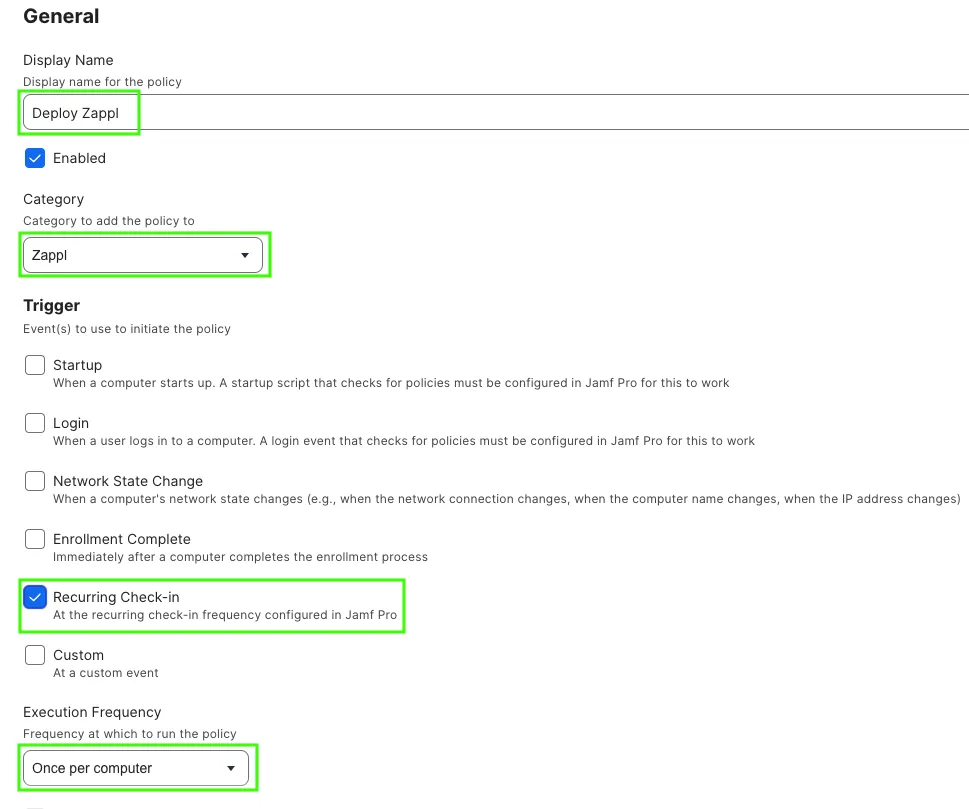 General
Display Name
Display name for the policy
Deploy Zappl
Enabled
Category
Category to add the policy to
Zappl
Trigger
Event(s) to use to initiate the policy
Startup
When a computer starts up. A startup script that checks for policies must be configured in Jamf Pro for this to work
Login
When a user logs in to a computer. A login event that checks for policies must be configured in Jamf Pro for this to work
Network State Change
When a computer's network state changes (e.g., when the network connection changes, when the computer name changes, when the IP address changes)
Enrollment Complete
Immediately after a computer completes the enrollment process
Recurring Check-in
At the recurring check-in frequency configured in Jamf Pro
Custom
At a custom event
Execution Frequency
Frequency at which to run the policy
Once per computer